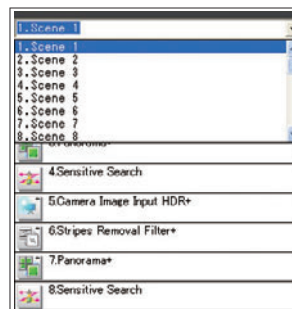 1.Scene 1
1.Scene 1
2.Scene 2
3.Scene 3
4.Scene 4
5.Scene 5
6.Scene 6
7.Scene 7
8.Scene 8
3.Panorama+
4.Sensitive Search
5.Camera Image Input HDR+
6.Stripes Removal Filter+
7.Panorama+
8.Sensitive Search